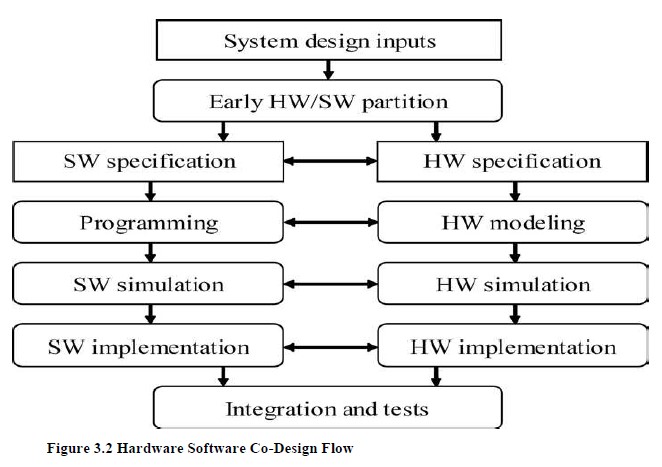 System design inputs
Early HW/SW partition
SW specification
HW specification
Programming
HW modeling
SW simulation
HW simulation
SW implementation
HW implementation
Integration and tests
Figure 3.2 Hardware Software Co-Design Flow